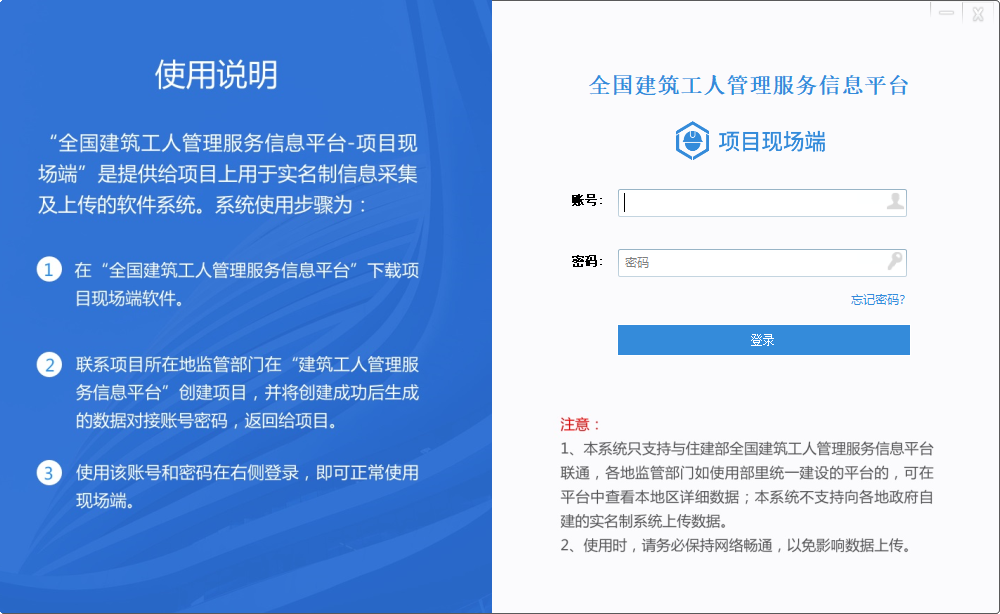 使用说明
“全国建筑工人管理服务信息平台-项目现
场端”是提供给项目上用于实名制信息采集
及上传的软件系统。系统使用步骤为：
1 在“全国建筑工人管理服务信息平台”下载项
目现场端软件。
2 联系项目所在地监管部门在“建筑工人管理服
务信息平台”创建项目，并将创建成功后生成
的数据对接账号密码，返回给项目。
3 使用该账号和密码在右侧登录，即可正常使用
现场端。
全国建筑工人管理服务信息平台
项目现场端
账号：
密码： 密码
忘记密码?
登录
注意：
1、本系统只支持与住建部全国建筑工人管理服务信息平台
联通，各地监管部门如使用部里统一建设的平台的，可在
平台中查看本地区详细数据；本系统不支持向各地政府自
建的实名制系统上传数据。
2、使用时，请务必保持网络畅通，以免影响数据上传。